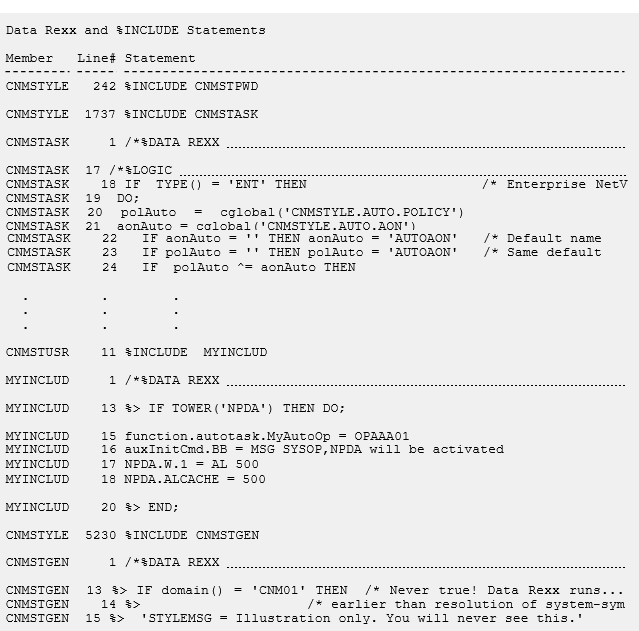 Data Rexx and %INCLUDE Statements
Member Line# Statement
CNMSTYLE 242 %INCLUDE CNMSTPWD
CNMSTYLE 1737 %INCLUDE CNMSTASK
CNMSTASK 1 /*%DATA REXX
CNMSTASK 17 /*%LOGIC
CNMSTASK 18 IF TYPE() = 'ENT' THEN /* Enterprise NetV
CNMSTASK 19 DO;
CNMSTASK 20 polAuto = cglobal('CNMSTYLE.AUTO.POLICY')
CNMSTASK 21 aonAuto = cglobal('CNMSTYLE.AUTO.AON')
CNMSTASK 22 IF aonAuto = '' THEN aonAuto = 'AUTOAON' /* Default name
CNMSTASK 23 IF polAuto = '' THEN polAuto = 'AUTOAON' /* Same default
CNMSTASK 24 IF polAuto ^= aonAuto THEN
. . .
. . .
. . .
CNMSTUSR 11 %INCLUDE MYINCLUD
MYINCLUD 1 /*%DATA REXX
MYINCLUD 13 %> IF TOWER('NPDA') THEN DO;
MYINCLUD 15 function.autotask.MyAutoOp = OPAAA01
MYINCLUD 16 auxInitCmd.BB = MSG SYSOP,NPDA will be activated
MYINCLUD 17 NPDA.W.1 = AL 500
MYINCLUD 18 NPDA.ALCACHE = 500
MYINCLUD 20 %> END;
CNMSTYLE 5230 %INCLUDE CNMSTGEN
CNMSTGEN 1 /*%DATA REXX
CNMSTGEN 13 %> IF domain() = 'CNM01' THEN /* Never true! Data Rexx runs...
CNMSTGEN 14 %> /* earlier than resolution of system-sym
CNMSTGEN 15 %> 'STYLEMSG = Illustration only. You will never see this.'